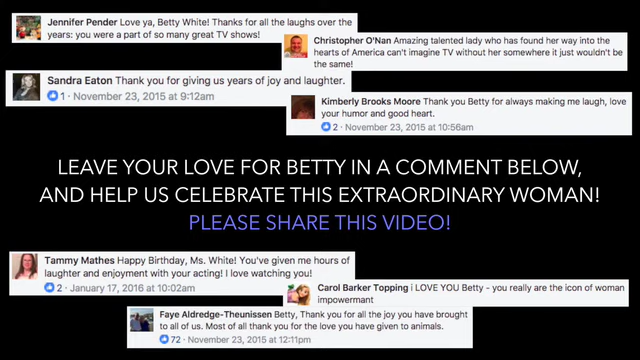 Jennifer Pender Love ya, Betty White! Thanks for all the laughs over the
years: you were a part of so many great TV shows!
Christopher O'Nan Amazing talented lady who has found her way into the
hearts of America can't imagine TV without her somewhere it just wouldn't be
the same!
Sandra Eaton Thank you for giving us years of joy and laughter.
1 · November 23, 2015 at 9:12am
Kimberly Brooks Moore Thank you Betty for always making me laugh, love
your humor and good heart.
2 · November 23, 2015 at 10:56am
LEAVE YOUR LOVE FOR BETTY IN A COMMENT BELOW,
AND HELP US CELEBRATE THIS EXTRAORDINARY WOMAN!
PLEASE SHARE THIS VIDEO!
Tammy Mathes Happy Birthday, Ms. White! You've given me hours of
laughter and enjoyment with your acting! I love watching you!
2 · January 17, 2016 at 10:02am
Carol Barker Topping i LOVE YOU Betty - you really are the icon of woman
impowermant
Faye Aldredge-Theunissen Betty, Thank you for all the joy you have brought
to all of us. Most of all thank you for the love you have given to animals.
72 · November 23, 2015 at 12:11pm